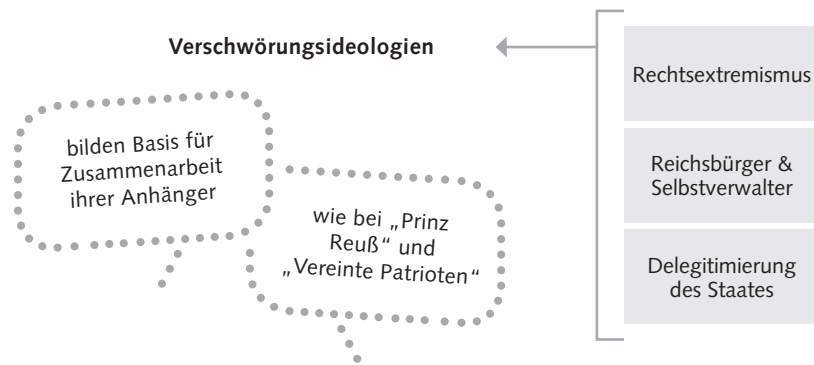 Verschwörungsideologien
bilden Basis für
Zusammenarbeit
ihrer Anhänger
wie bei „Prinz
Reuß“ und
„Vereinte Patrioten“
Rechtsextremismus
Reichsbürger &
Selbstverwalter
Delegitimierung
des Staates